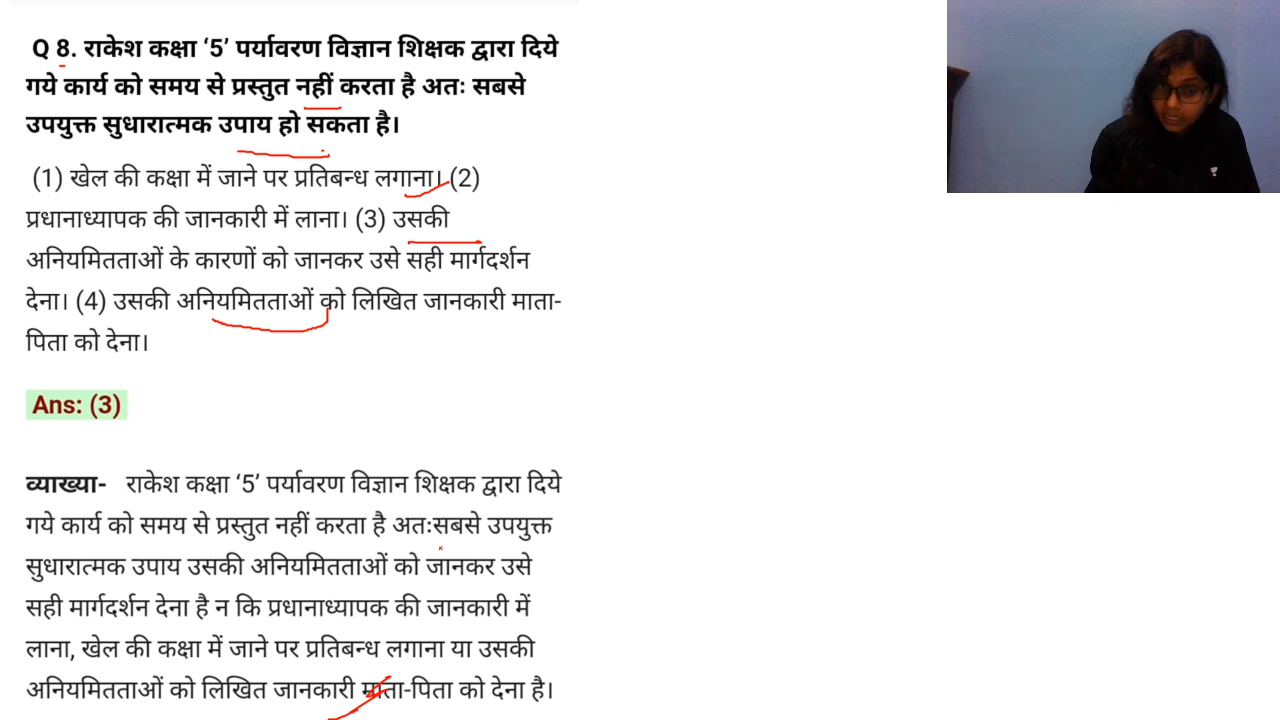 Q 8. राकेश कक्षा ‘5’ पर्यावरण विज्ञान शिक्षक द्वारा दिये
गये कार्य को समय से प्रस्तुत नहीं करता है अतः सबसे
उपयुक्त सुधारात्मक उपाय हो सकता है।
(1) खेल की कक्षा में जाने पर प्रतिबन्ध लगाना। (2)
प्रधानाध्यापक की जानकारी में लाना। (3) उसकी
अनियमितताओं के कारणों को जानकर उसे सही मार्गदर्शन
देना। (4) उसकी अनियमितताओं को लिखित जानकारी माता-
पिता को देना।
Ans: (3)
व्याख्या- राकेश कक्षा ‘5’ पर्यावरण विज्ञान शिक्षक द्वारा दिये
गये कार्य को समय से प्रस्तुत नहीं करता है अतःसबसे उपयुक्त
सुधारात्मक उपाय उसकी अनियमितताओं को जानकर उसे
सही मार्गदर्शन देना है न कि प्रधानाध्यापक की जानकारी में
लाना, खेल की कक्षा में जाने पर प्रतिबन्ध लगाना या उसकी
अनियमितताओं को लिखित जानकारी माता-पिता को देना है।